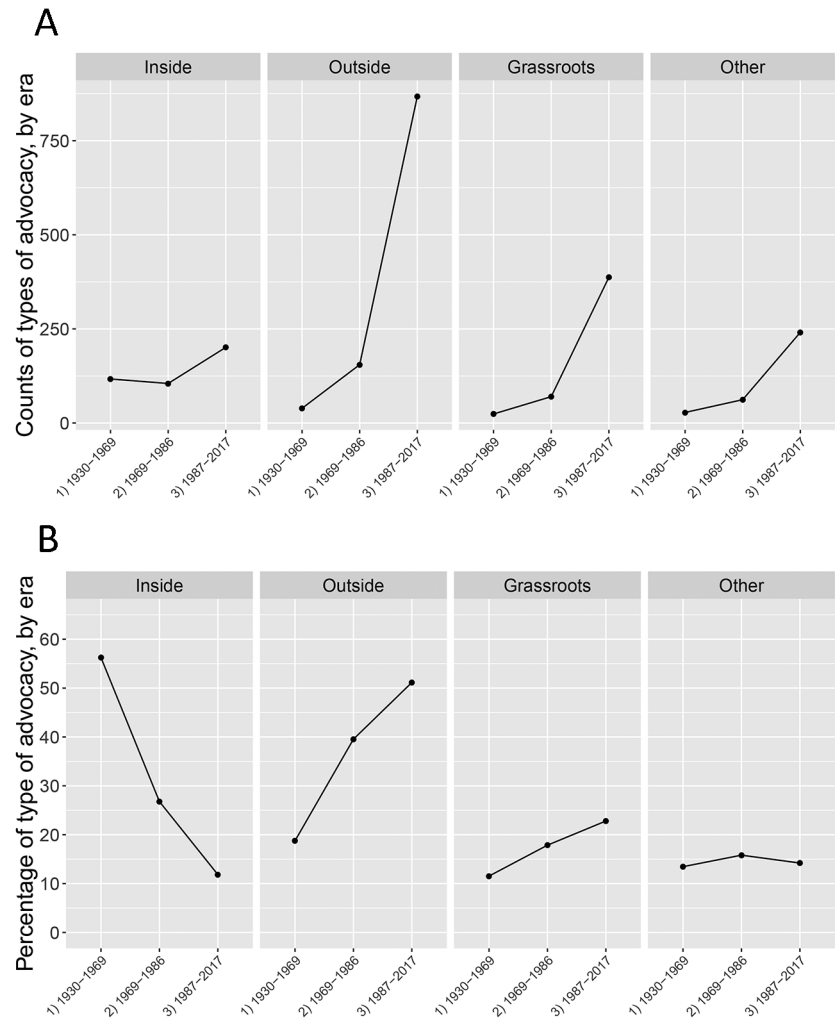 A
Inside Outside Grassroots Other
Counts of types of advocacy, by era
750
500
250
0
1) 1930–1969 2) 1969–1986 3) 1987–2017 1) 1930–1969 2) 1969–1986 3) 1987–2017 1) 1930–1969 2) 1969–1986 3) 1987–2017 1) 1930–1969 2) 1969–1986 3) 1987–2017
B
Inside Outside Grassroots Other
Percentage of type of advocacy, by era
60
50
40
30
20
10
0
1) 1930–1969 2) 1969–1986 3) 1987–2017 1) 1930–1969 2) 1969–1986 3) 1987–2017 1) 1930–1969 2) 1969–1986 3) 1987–2017 1) 1930–1969 2) 1969–1986 3) 1987–2017